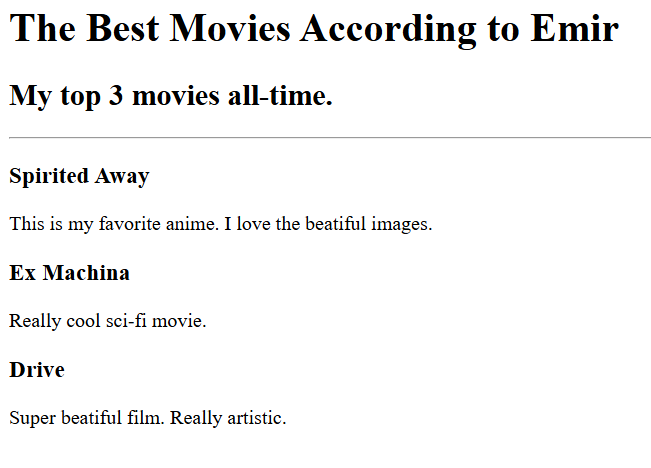 The Best Movies According to Emir
My top 3 movies all-time.
Spirited Away
This is my favorite anime. I love the beatiful images.
Ex Machina
Really cool sci-fi movie.
Drive
Super beatiful film. Really artistic.